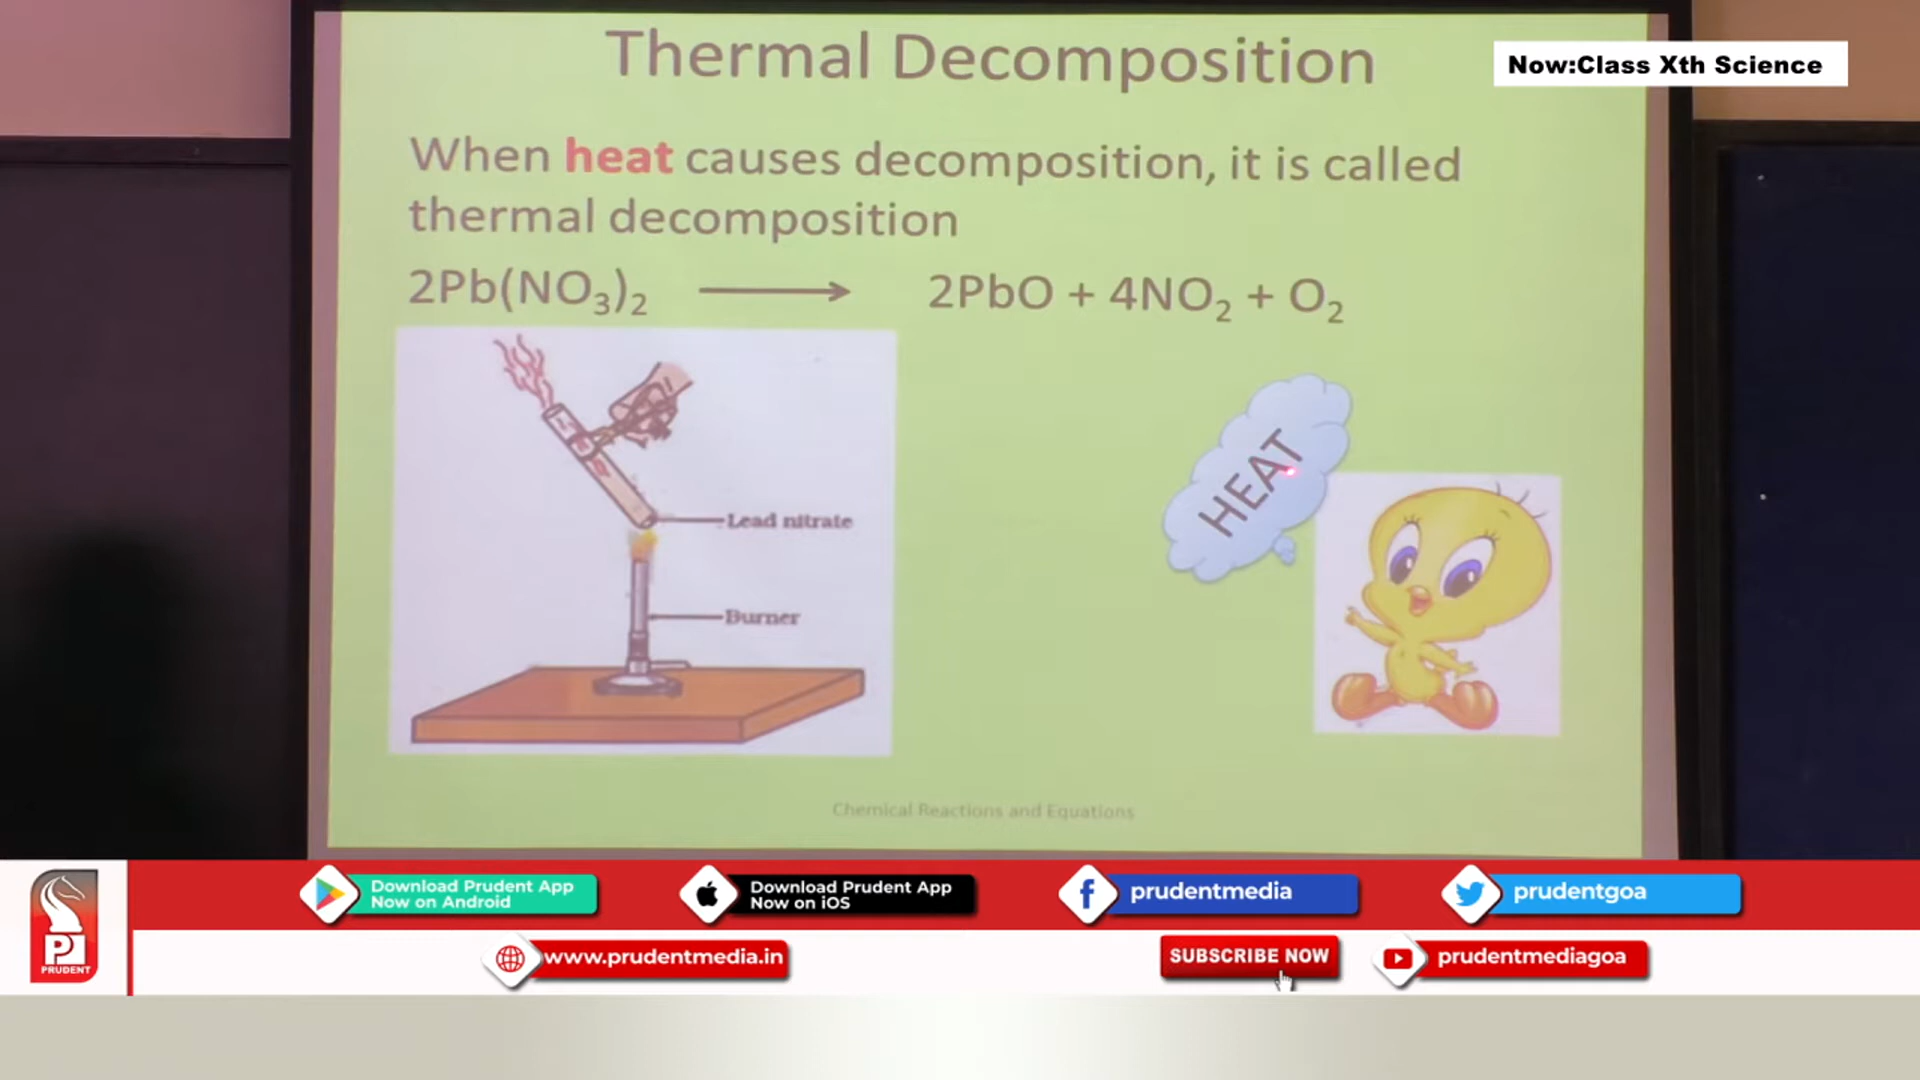 Thermal Decomposition
Now:Class Xth Science
When heat causes decomposition, it is called
thermal decomposition
2Pb(NO₃)₂ ⟶ 2PbO + 4NO₂ + O₂
HEAT
Lead nitrate
Burner
Chemical Reactions and Equations
Download Prudent App
Now on Android
Download Prudent App
Now on iOS
prudentmedia
prudentgoa
PRUDENT
www.prudentmedia.in
SUBSCRIBE NOW
prudentmediagoa